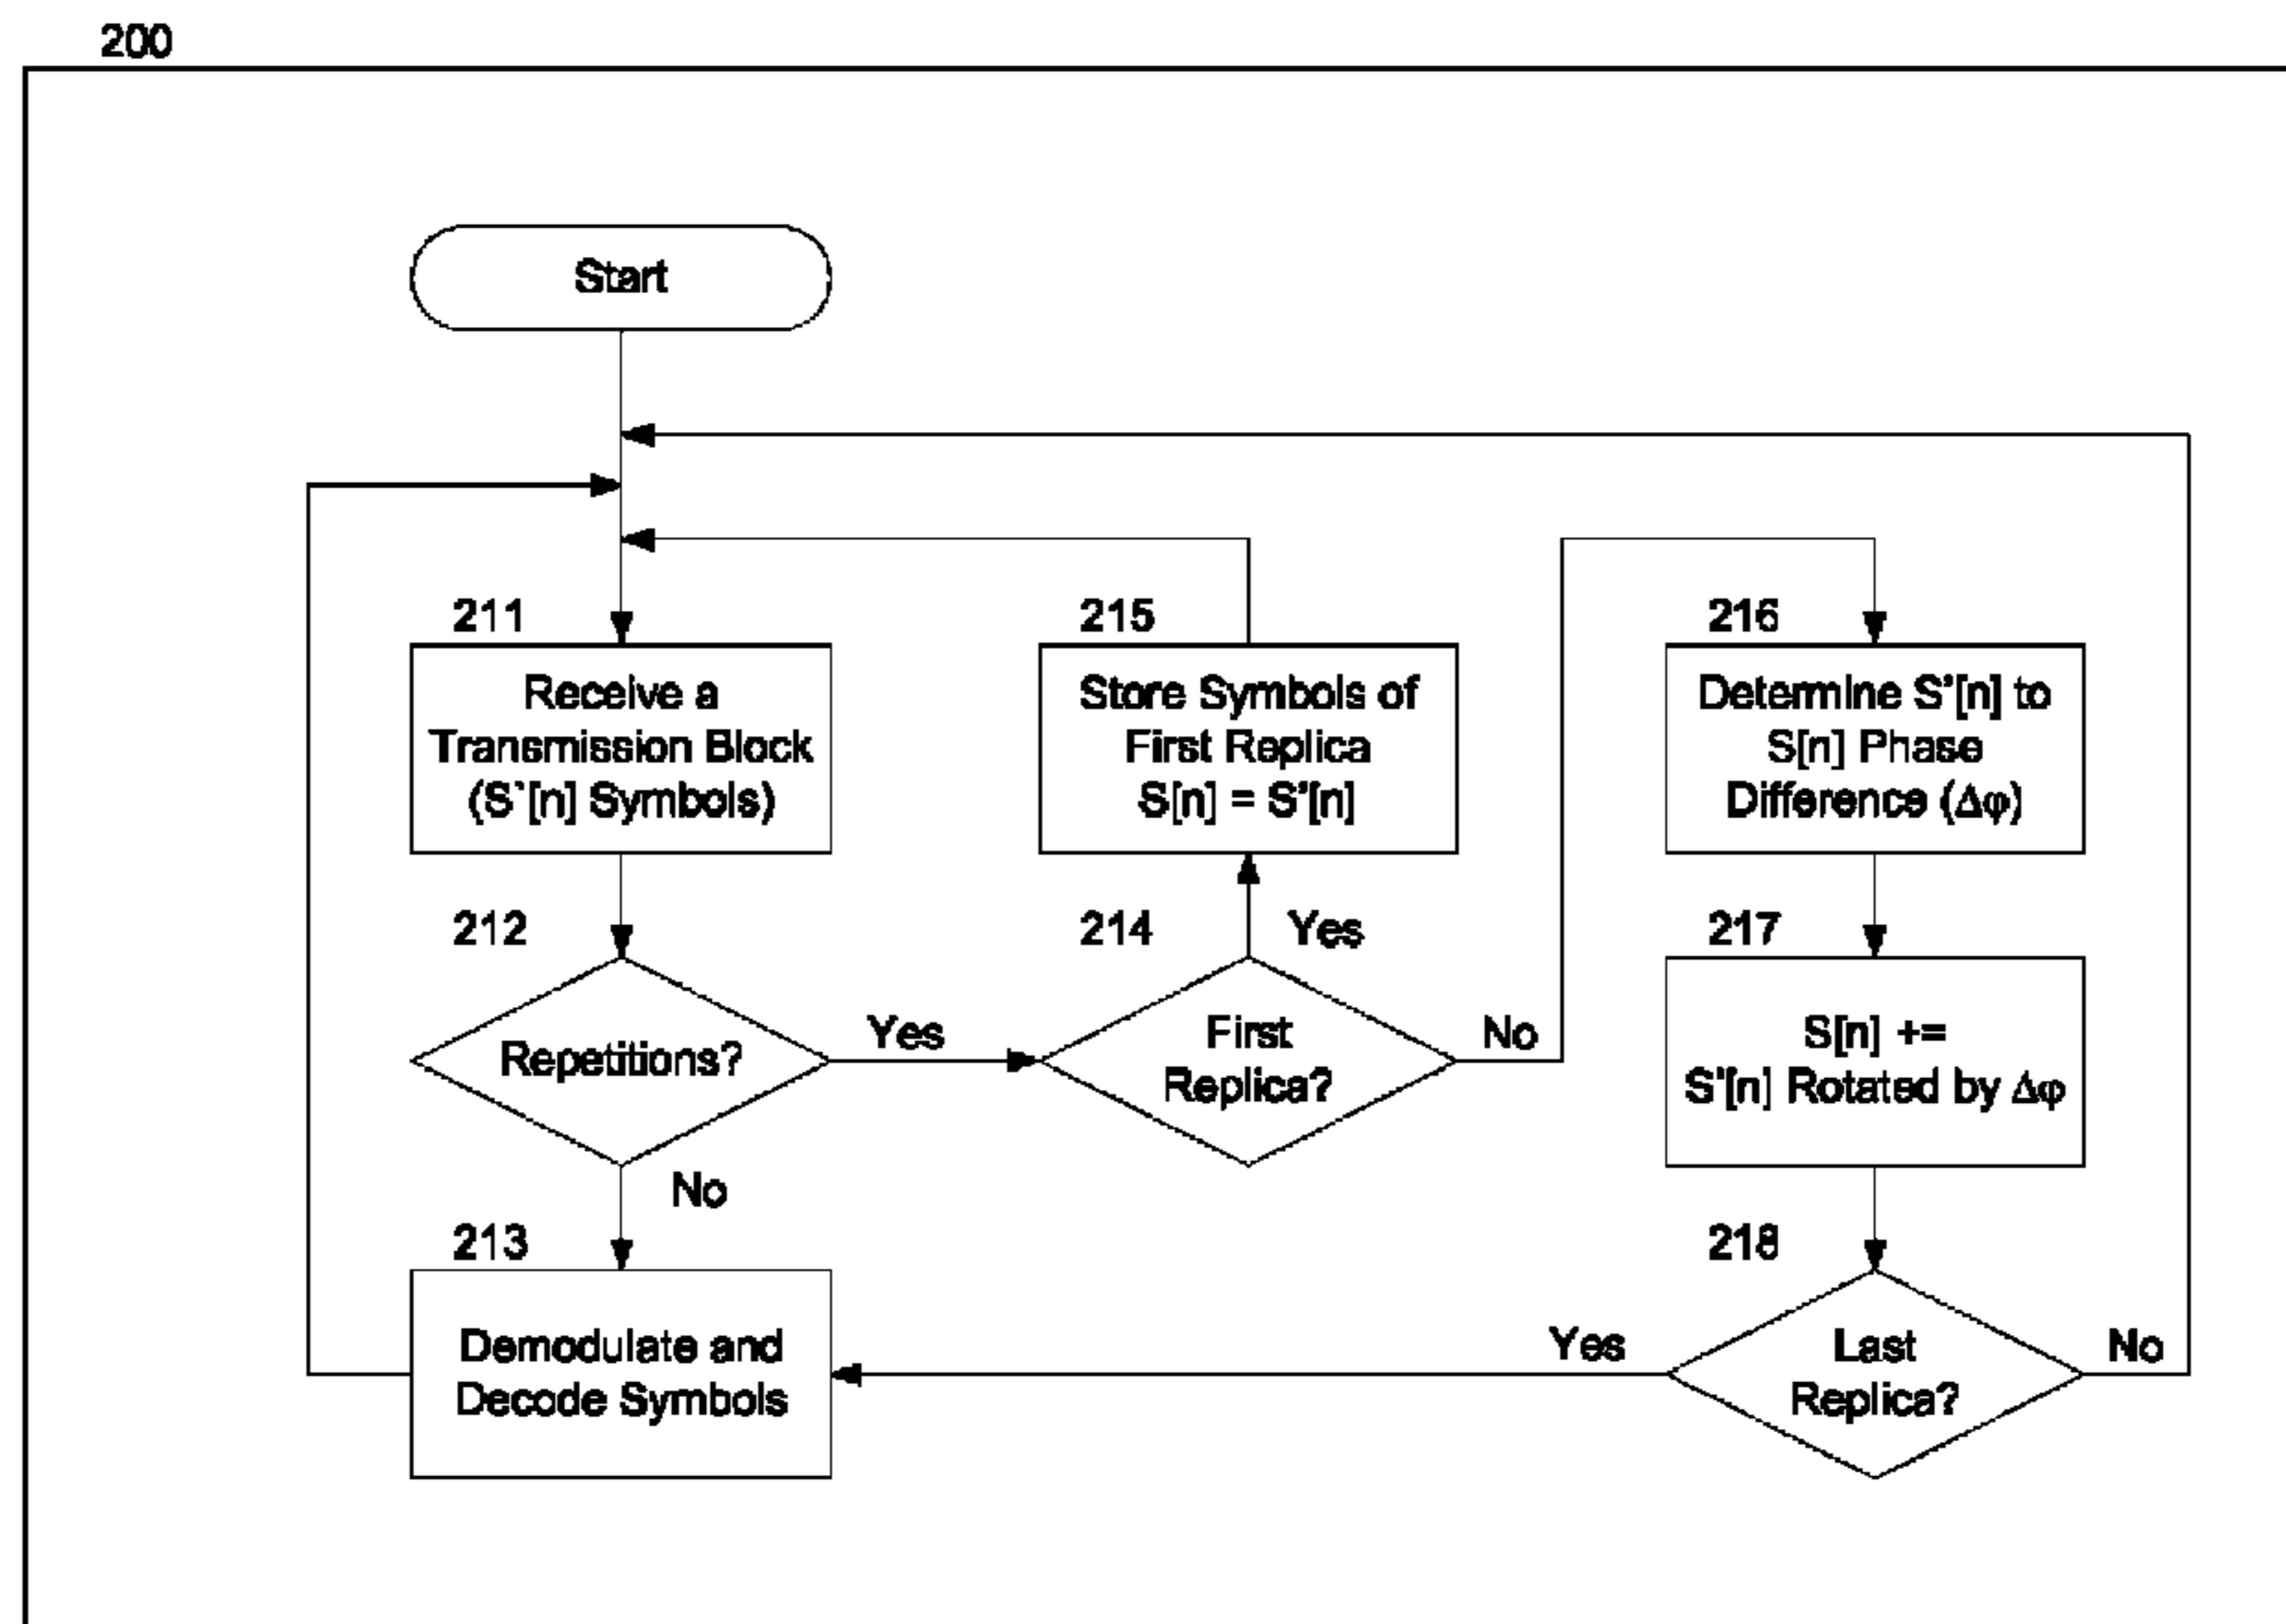 200
Start
211
Receive a
Transmission Block
(S`[n] Symbols)
215
Store Symbols of
First Replica
S[n] = S'[n]
216
Determine S'[n] to
S[n] Phase
Difference (Δφ)
212
Repetitions?
Yes
No
214
Yes
First
Replica?
No
217
S[n] +=
S'[n] Rotated by Δφ
213
Demodulate and
Decode Symbols
218
Yes
Last
Replica?
No